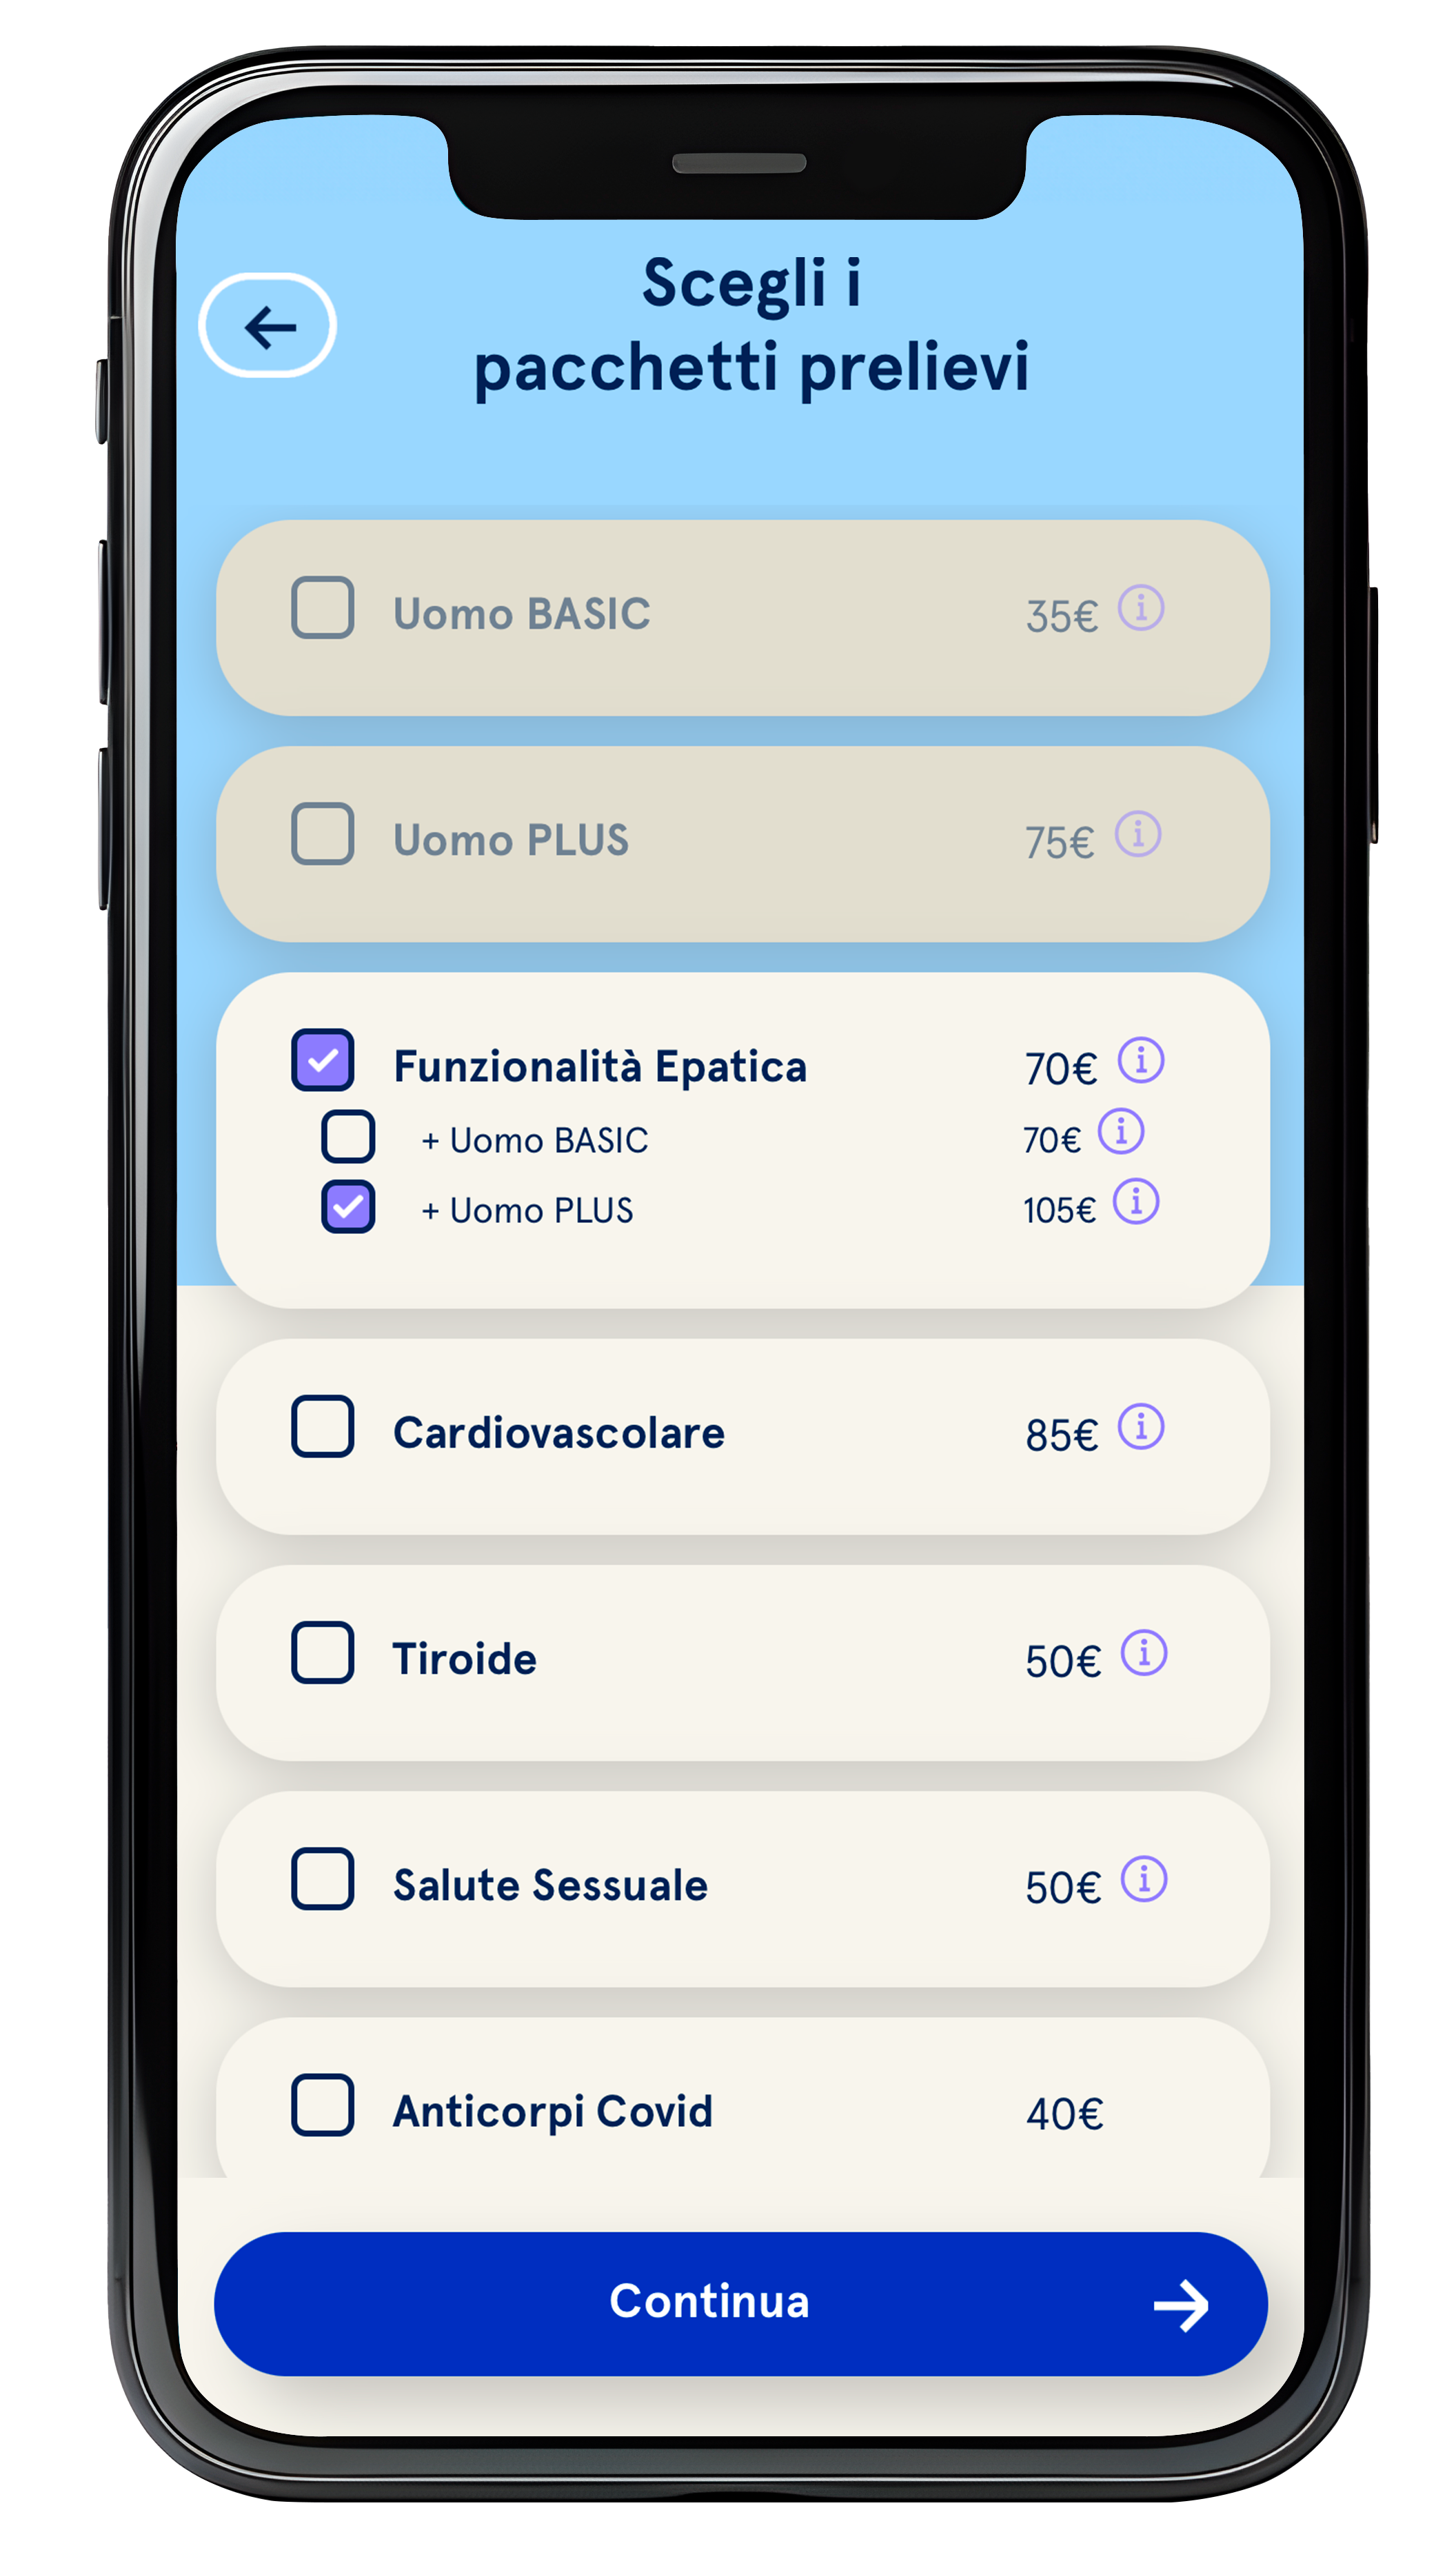 Scegli i
pacchetti prelievi
Uomo BASIC 35€
Uomo PLUS 75€
Funzionalità Epatica 70€
+ Uomo BASIC 70€
+ Uomo PLUS 105€
Cardiovascolare 85€
Tiroide 50€
Salute Sessuale 50€
Anticorpi Covid 40€
Continua